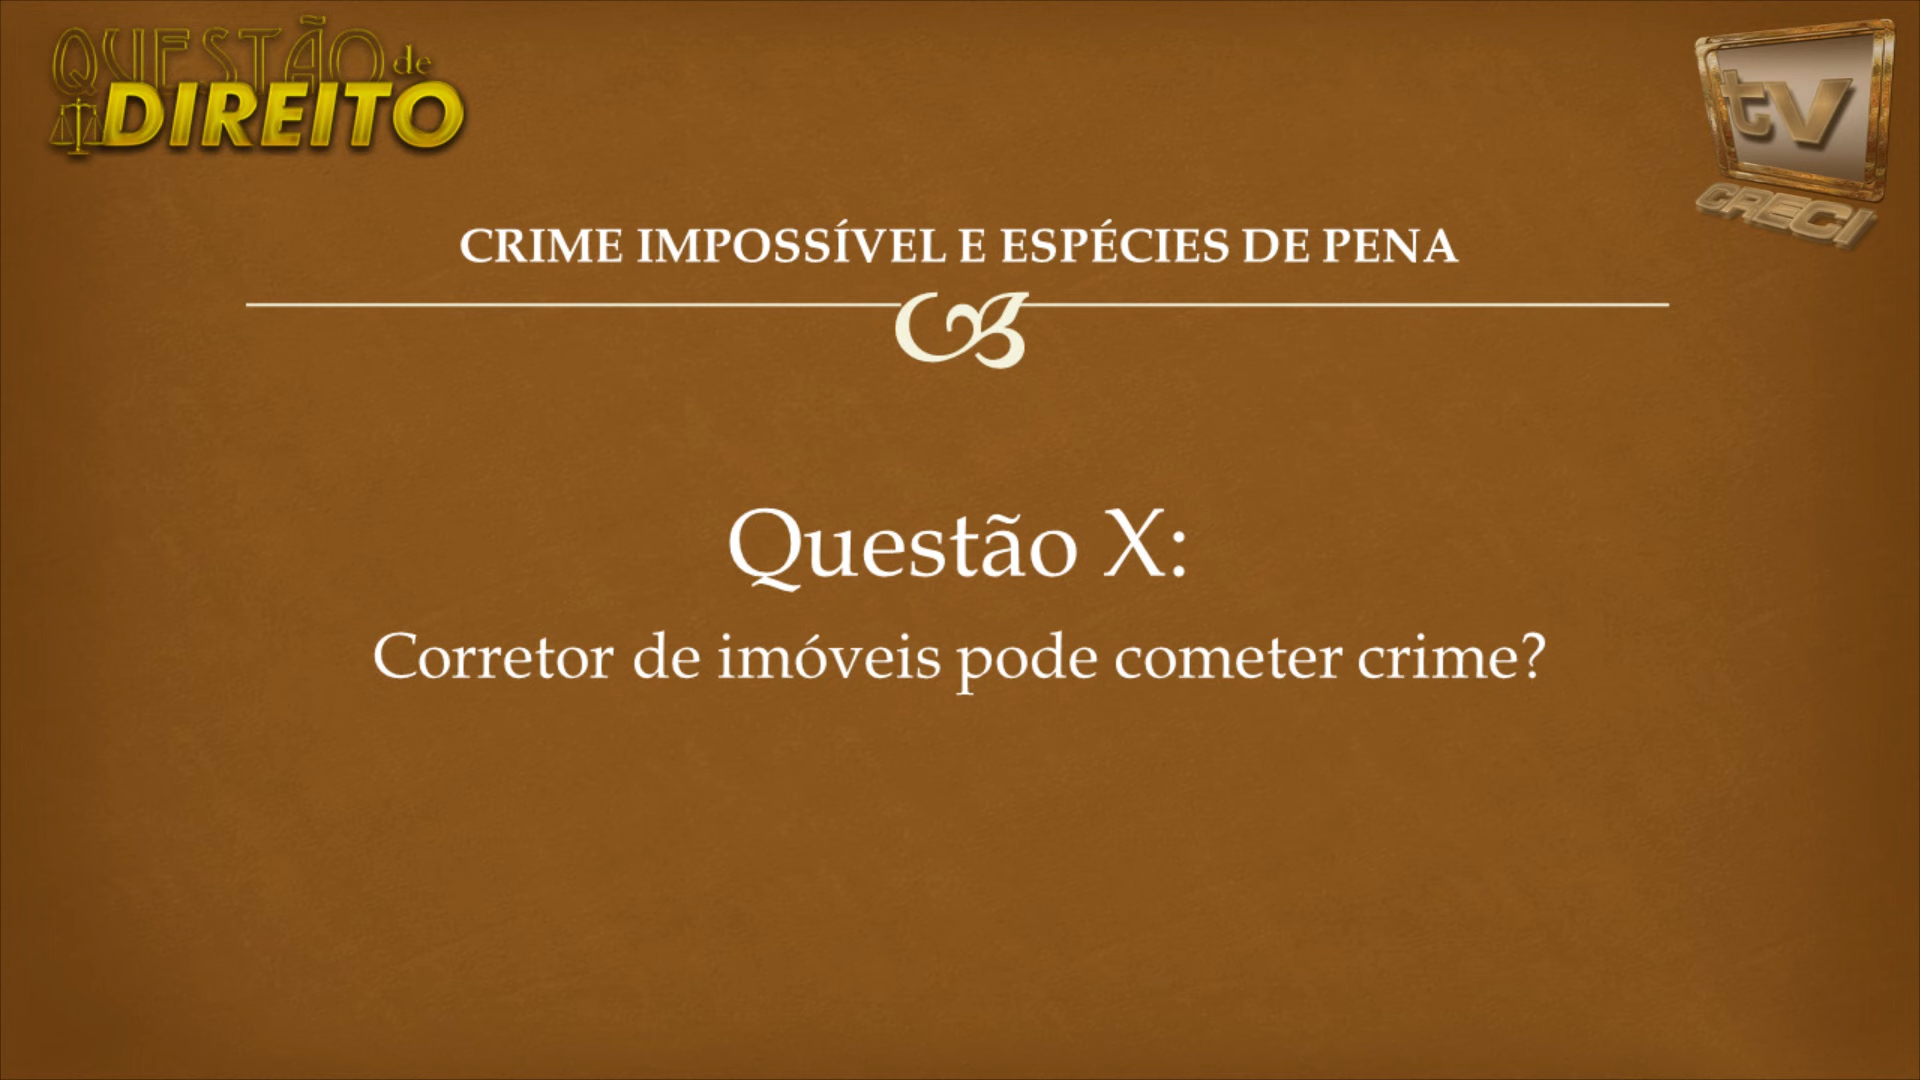 QUESTÃO de
DIREITO
tv
CRECI
CRIME IMPOSSÍVEL E ESPÉCIES DE PENA
Questão X:
Corretor de imóveis pode cometer crime?